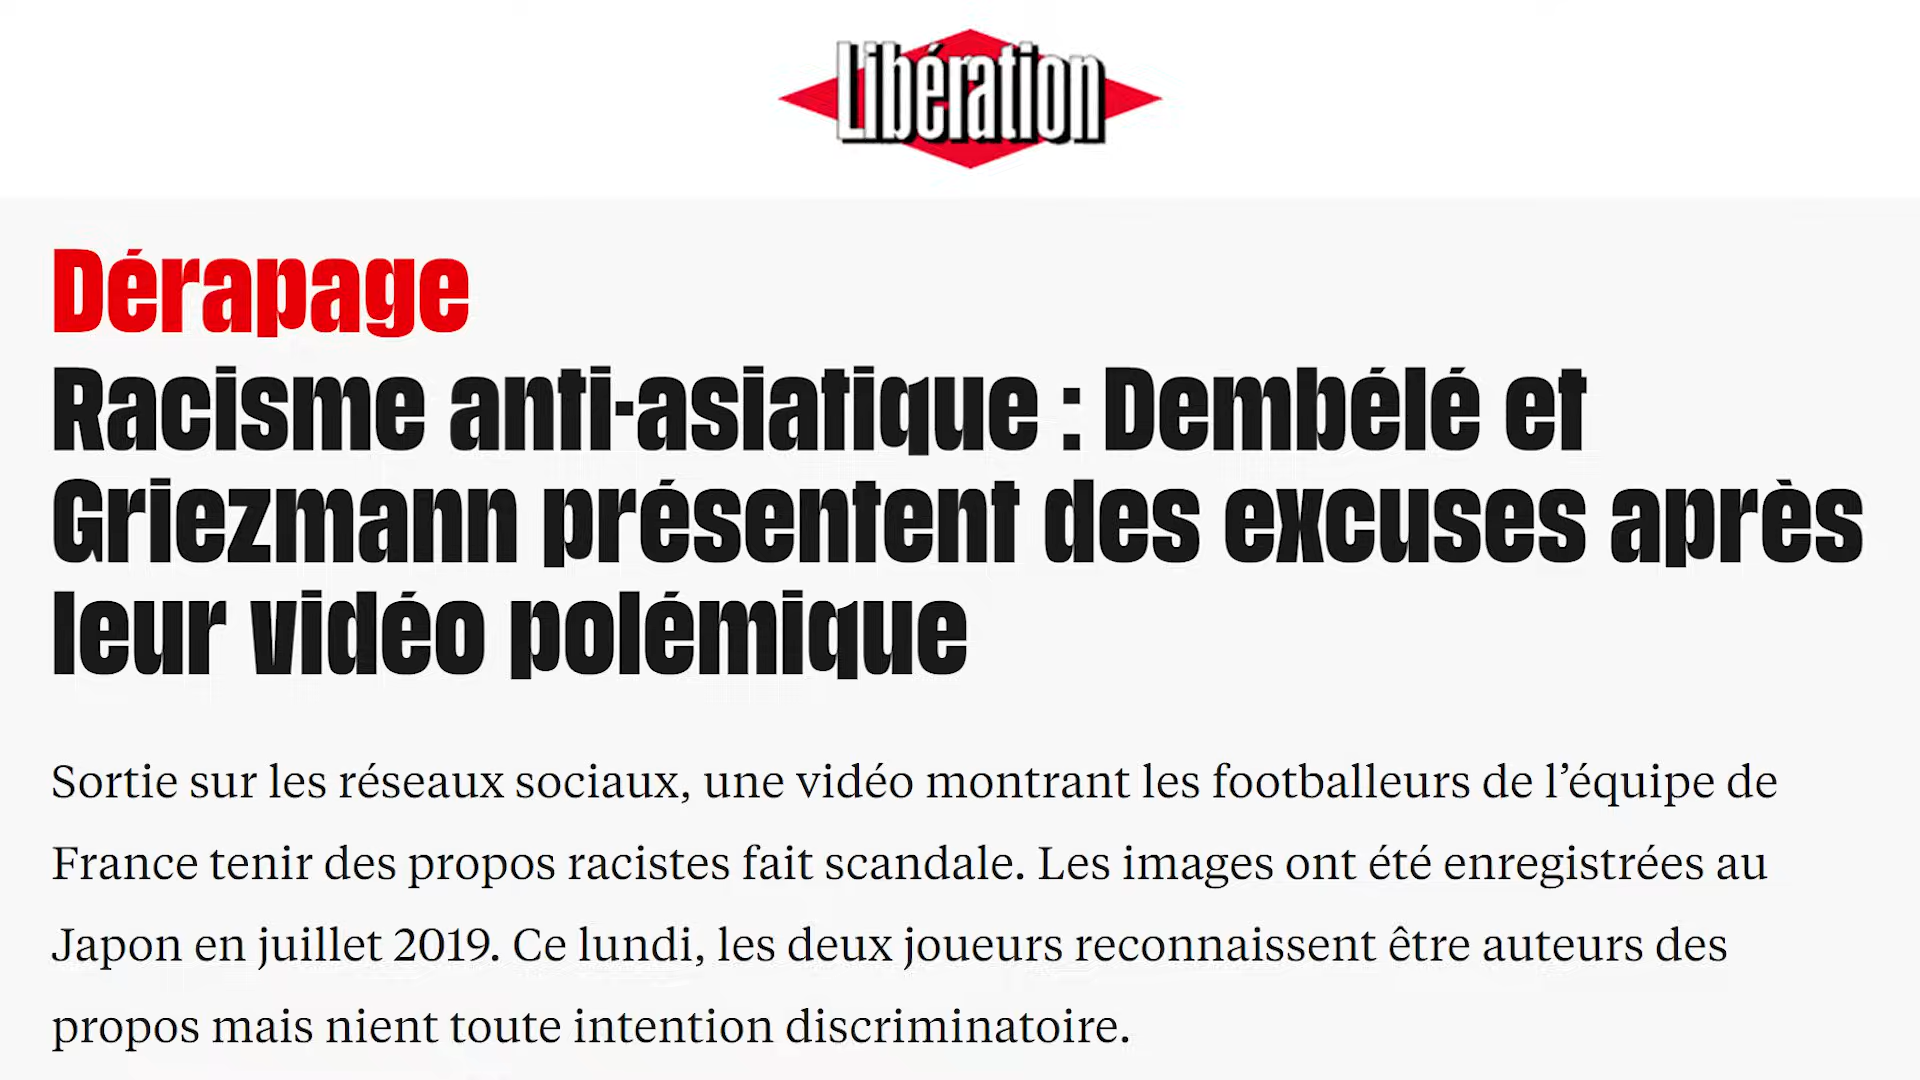 Libération
Dérapage
Racisme anti-asiatique : Dembélé et
Griezmann présentent des excuses après
leur vidéo polémique
Sortie sur les réseaux sociaux, une vidéo montrant les footballeurs de l’équipe de
France tenir des propos racistes fait scandale. Les images ont été enregistrées au
Japon en juillet 2019. Ce lundi, les deux joueurs reconnaissent être auteurs des
propos mais nient toute intention discriminatoire.